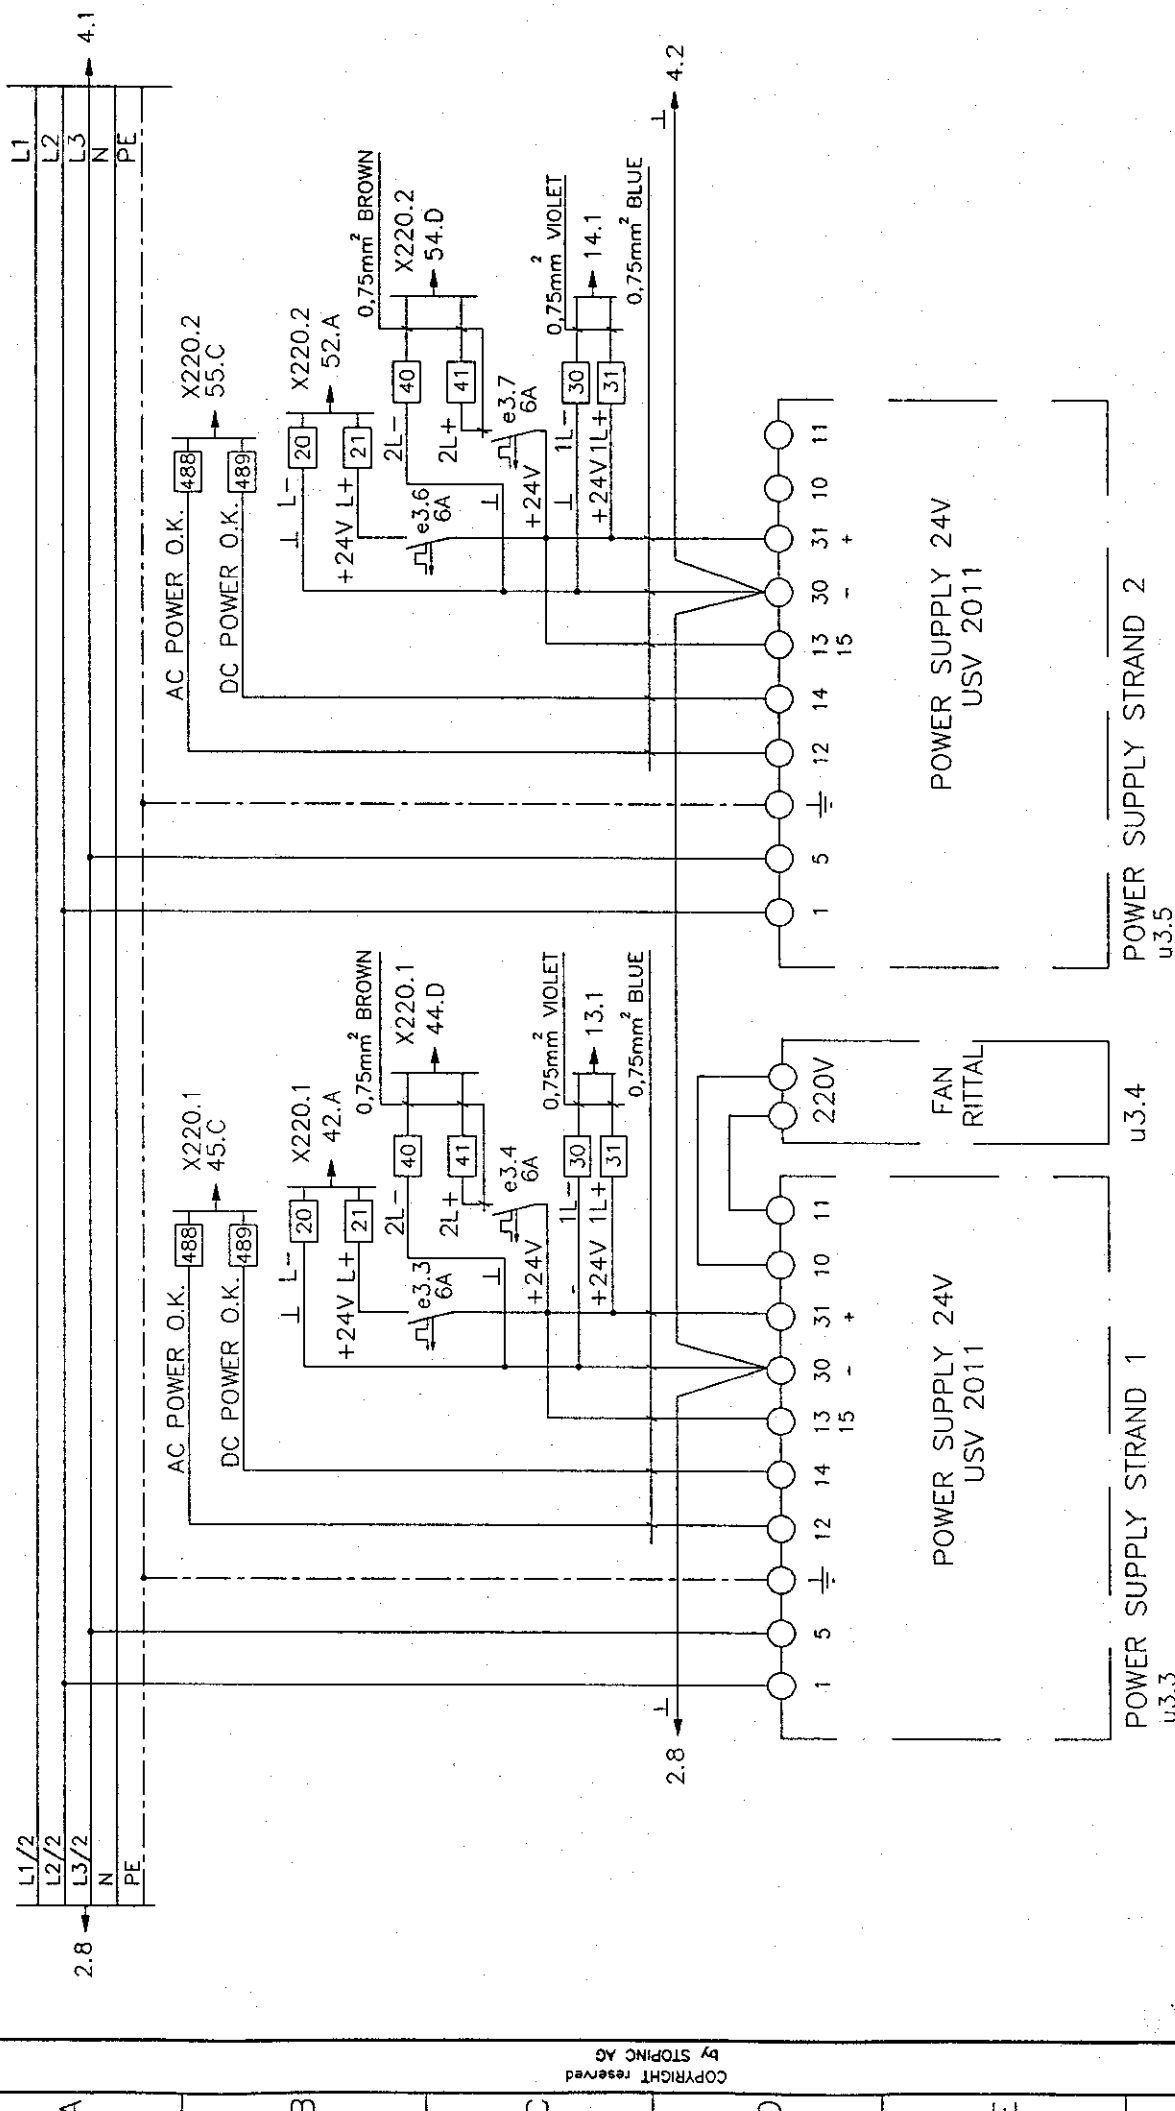 L1/2
L2/2
L3/2
N
PE
2.8
L1
L2
L3
N
PE
4.1
AC POWER O.K.
488
X220.1
45.C
DC POWER O.K.
489
⊥ L-
20
X220.1
42.A
+24V L+
21
e3.3
6A
2L-
40
0,75mm² BROWN
X220.1
44.D
⊥
2L+
41
e3.4
6A
+24V
1L-
30
0,75mm² VIOLET
13.1
+24V 1L+
31
0,75mm² BLUE
AC POWER O.K.
488
X220.2
55.C
DC POWER O.K.
489
⊥ L-
20
X220.2
52.A
+24V L+
21
e3.6
6A
2L-
40
0,75mm² BROWN
X220.2
54.D
⊥
2L+
41
e3.7
6A
+24V
⊥ 1L-
30
0,75mm² VIOLET
14.1
+24V 1L+
31
0,75mm² BLUE
2.8
⊥
⊥
4.2
1 5 12 14 13 30 31 10 11
15 - +
POWER SUPPLY 24V
USV 2011
POWER SUPPLY STRAND 1
u3.3
220V
FAN
RITTAL
u3.4
1 5 12 14 13 30 31 10 11
15 - +
POWER SUPPLY 24V
USV 2011
POWER SUPPLY STRAND 2
u3.5
COPYRIGHT reserved
by STOPINC AG
A
B
C
D
E